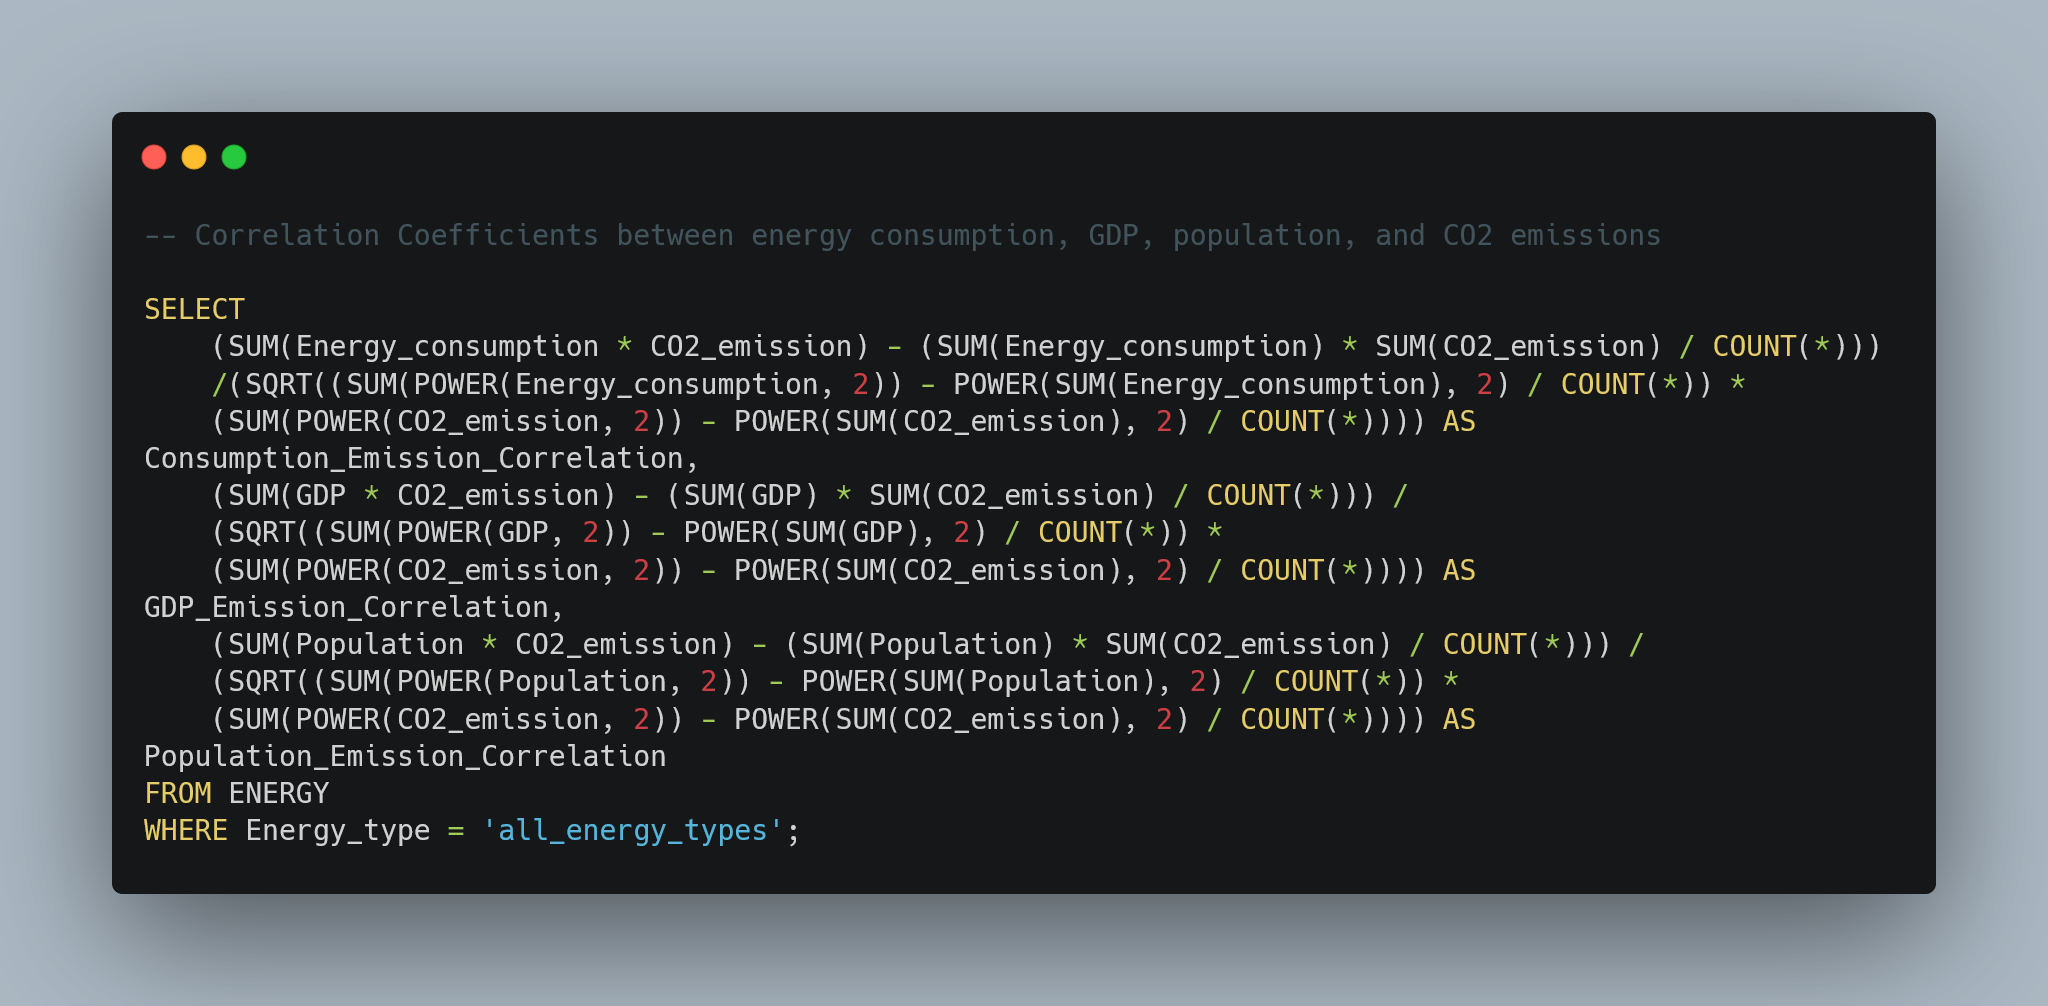 -- Correlation Coefficients between energy consumption, GDP, population, and CO2 emissions
SELECT
(SUM(Energy_consumption * CO2_emission) - (SUM(Energy_consumption) * SUM(CO2_emission) / COUNT(*)))
/(SQRT((SUM(POWER(Energy_consumption, 2)) - POWER(SUM(Energy_consumption), 2) / COUNT(*)) *
(SUM(POWER(CO2_emission, 2)) - POWER(SUM(CO2_emission), 2) / COUNT(*)))) AS
Consumption_Emission_Correlation,
(SUM(GDP * CO2_emission) - (SUM(GDP) * SUM(CO2_emission) / COUNT(*))) /
(SQRT((SUM(POWER(GDP, 2)) - POWER(SUM(GDP), 2) / COUNT(*)) *
(SUM(POWER(CO2_emission, 2)) - POWER(SUM(CO2_emission), 2) / COUNT(*)))) AS
GDP_Emission_Correlation,
(SUM(Population * CO2_emission) - (SUM(Population) * SUM(CO2_emission) / COUNT(*))) /
(SQRT((SUM(POWER(Population, 2)) - POWER(SUM(Population), 2) / COUNT(*)) *
(SUM(POWER(CO2_emission, 2)) - POWER(SUM(CO2_emission), 2) / COUNT(*)))) AS
Population_Emission_Correlation
FROM ENERGY
WHERE Energy_type = 'all_energy_types';